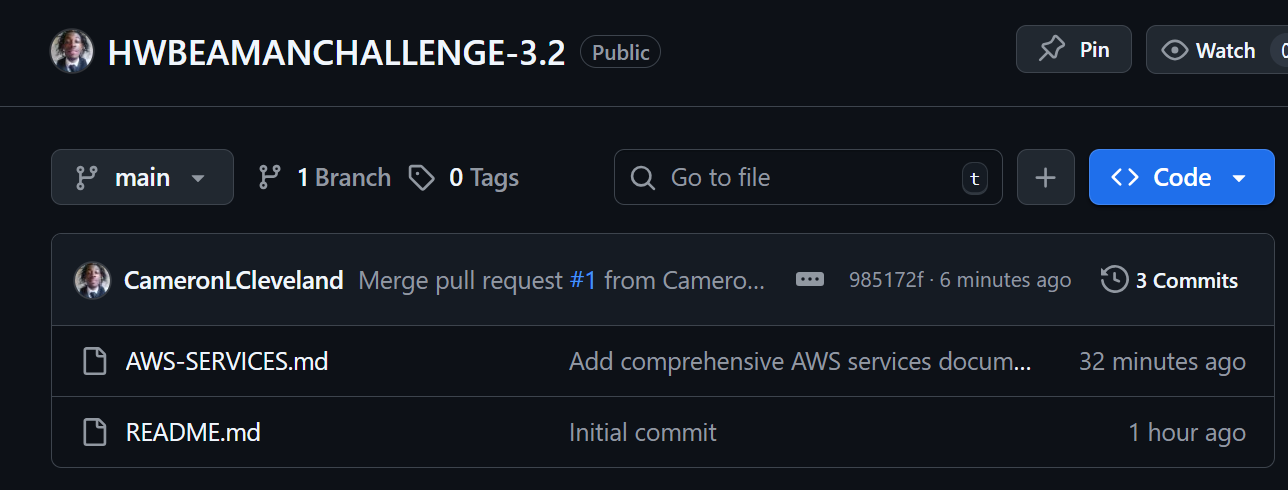 HWBEAMANCHALLENGE-3.2 Public Pin Watch
main 1 Branch 0 Tags Go to file t Code
CameronLCleveland Merge pull request #1 from Camero... 985172f · 6 minutes ago 3 Commits
AWS-SERVICES.md Add comprehensive AWS services docum... 32 minutes ago
README.md Initial commit 1 hour ago